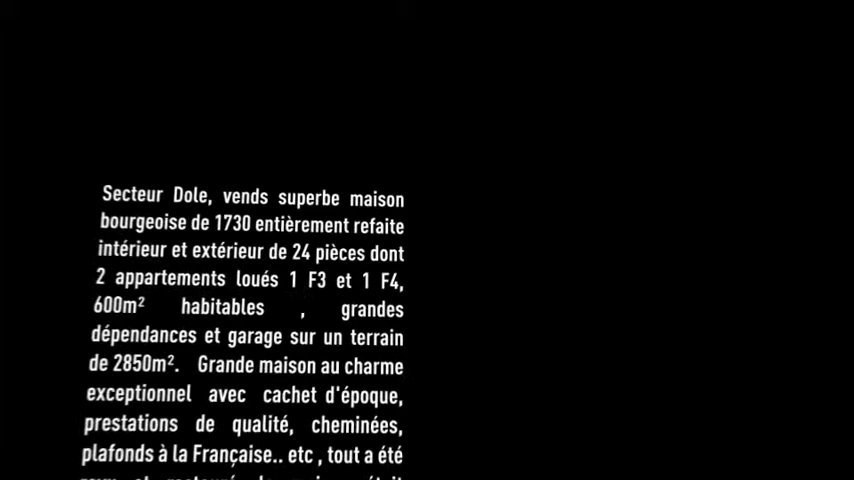 Secteur Dole, vends superbe maison
bourgeoise de 1730 entièrement refaite
intérieur et extérieur de 24 pièces dont
2 appartements loués 1 F3 et 1 F4,
600m² habitables , grandes
dépendances et garage sur un terrain
de 2850m². Grande maison au charme
exceptionnel avec cachet d'époque,
prestations de qualité, cheminées,
plafonds à la Française.. etc , tout a été